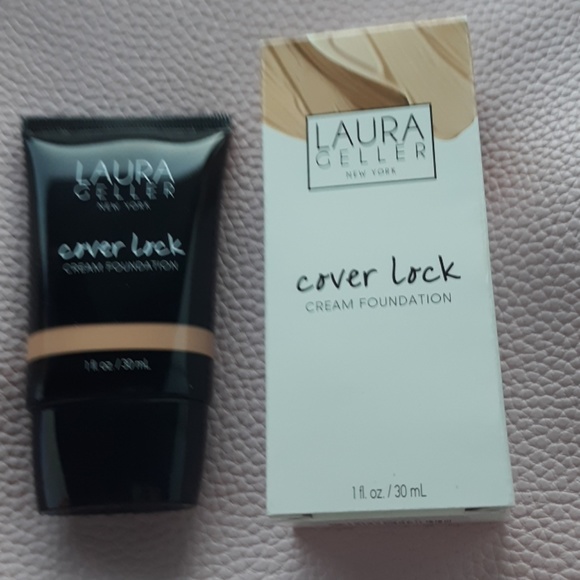 LAURA
GELLER
NEW YORK
cover lock
CREAM FOUNDATION
1 fl oz. / 30 mL
LAURA
GELLER
NEW YORK
cover lock
CREAM FOUNDATION
1 fl. oz. / 30 mL